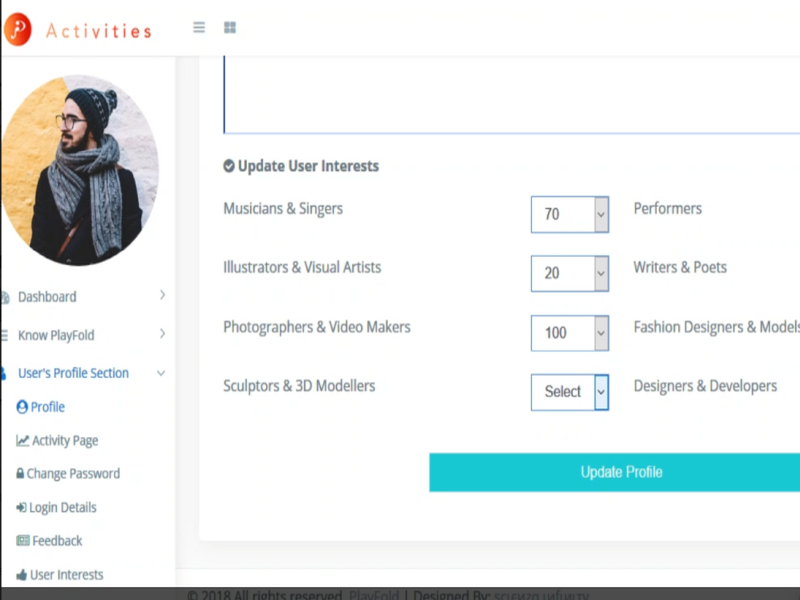 Activities
Update User Interests
Musicians & Singers 70 Performers
Illustrators & Visual Artists 20 Writers & Poets
Photographers & Video Makers 100 Fashion Designers & Models
Sculptors & 3D Modellers Select Designers & Developers
Update Profile
Dashboard
Know PlayFold
User's Profile Section
Profile
Activity Page
Change Password
Login Details
Feedback
User Interests
© 2018 All rights reserved. PlayFold | Designed By: